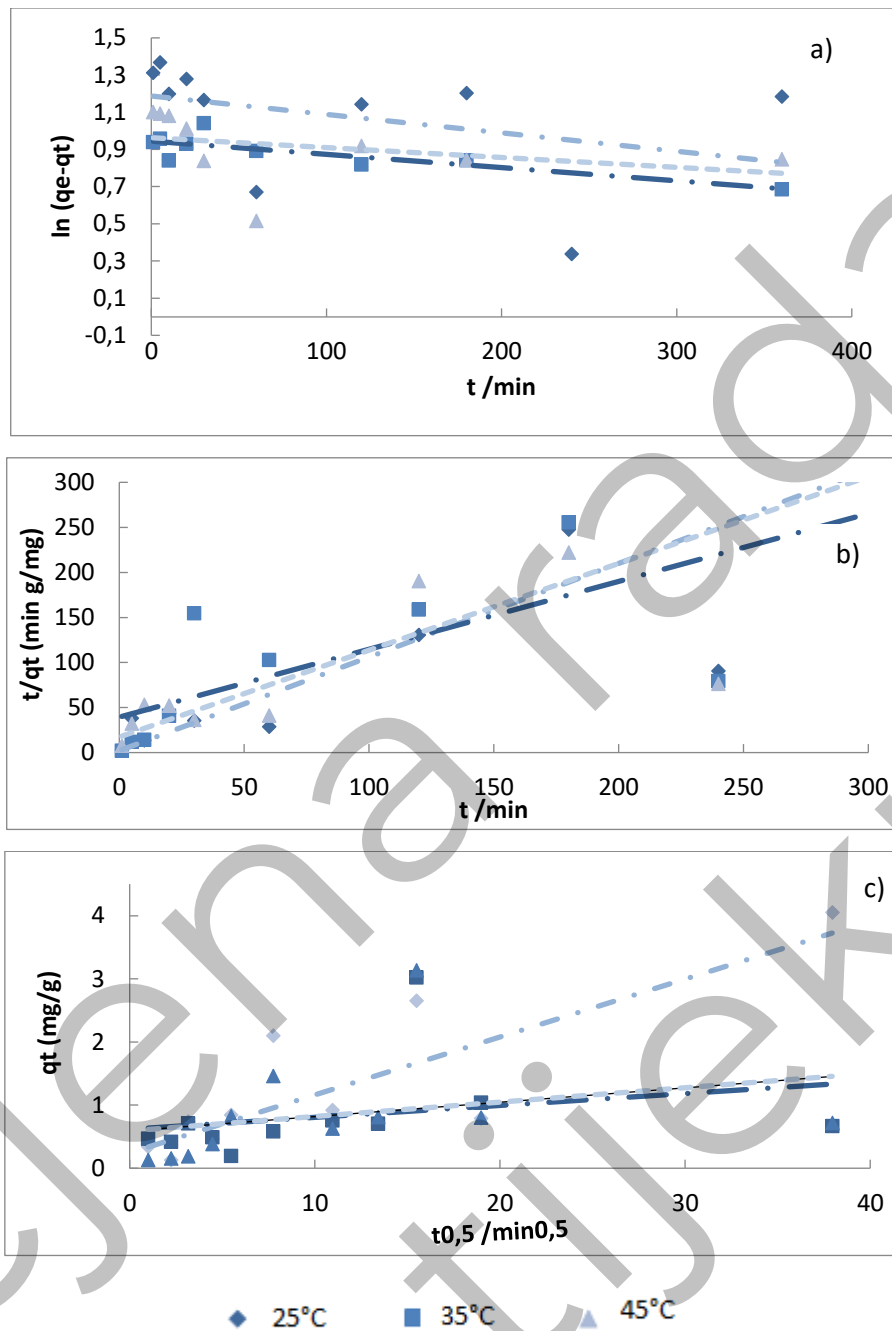 a)
1,5
1,3
1,1
0,9
0,7
0,5
0,3
0,1
-0,1
ln (qe-qt)
0 100 200 300 400
t /min
b)
300
250
200
150
100
50
0
t/qt (min g/mg)
0 50 100 150 200 250 300
t /min
c)
4
3
2
1
0
qt (mg/g)
0 10 20 30 40
t0,5 /min0,5
25°C 35°C 45°C